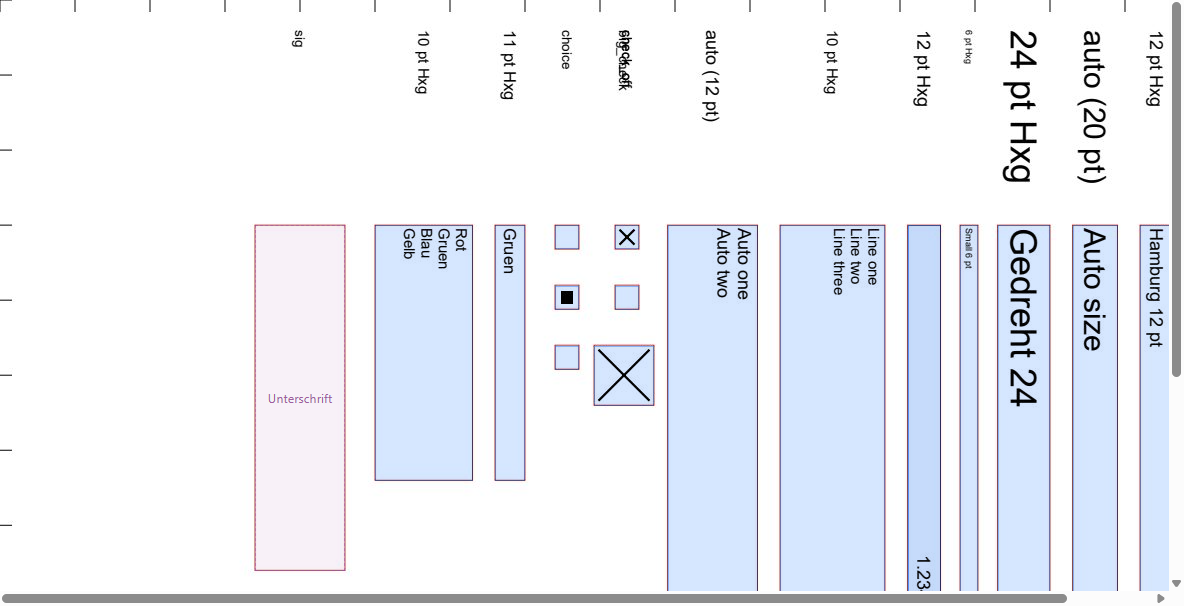 12 pt Hxg
Hamburg 12 pt
auto (20 pt)
Auto size
24 pt Hxg
Gedreht 24
6 pt Hxg
Small 6 pt
12 pt Hxg
1.23
10 pt Hxg
Line one
Line two
Line three
auto (12 pt)
Auto one
Auto two
choice
11 pt Hxg
Gruen
10 pt Hxg
Rot
Gruen
Blau
Gelb
sig
Unterschrift